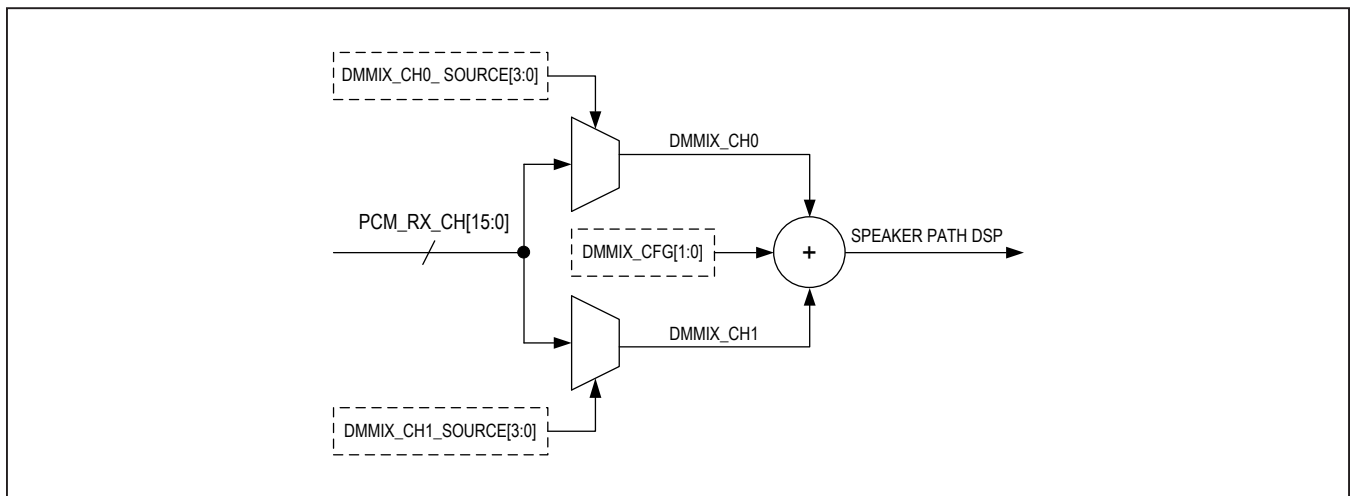 DMMIX_CH0_ SOURCE[3:0]
DMMIX_CH0
PCM_RX_CH[15:0]
DMMIX_CFG[1:0]
+
SPEAKER PATH DSP
DMMIX_CH1
DMMIX_CH1_SOURCE[3:0]